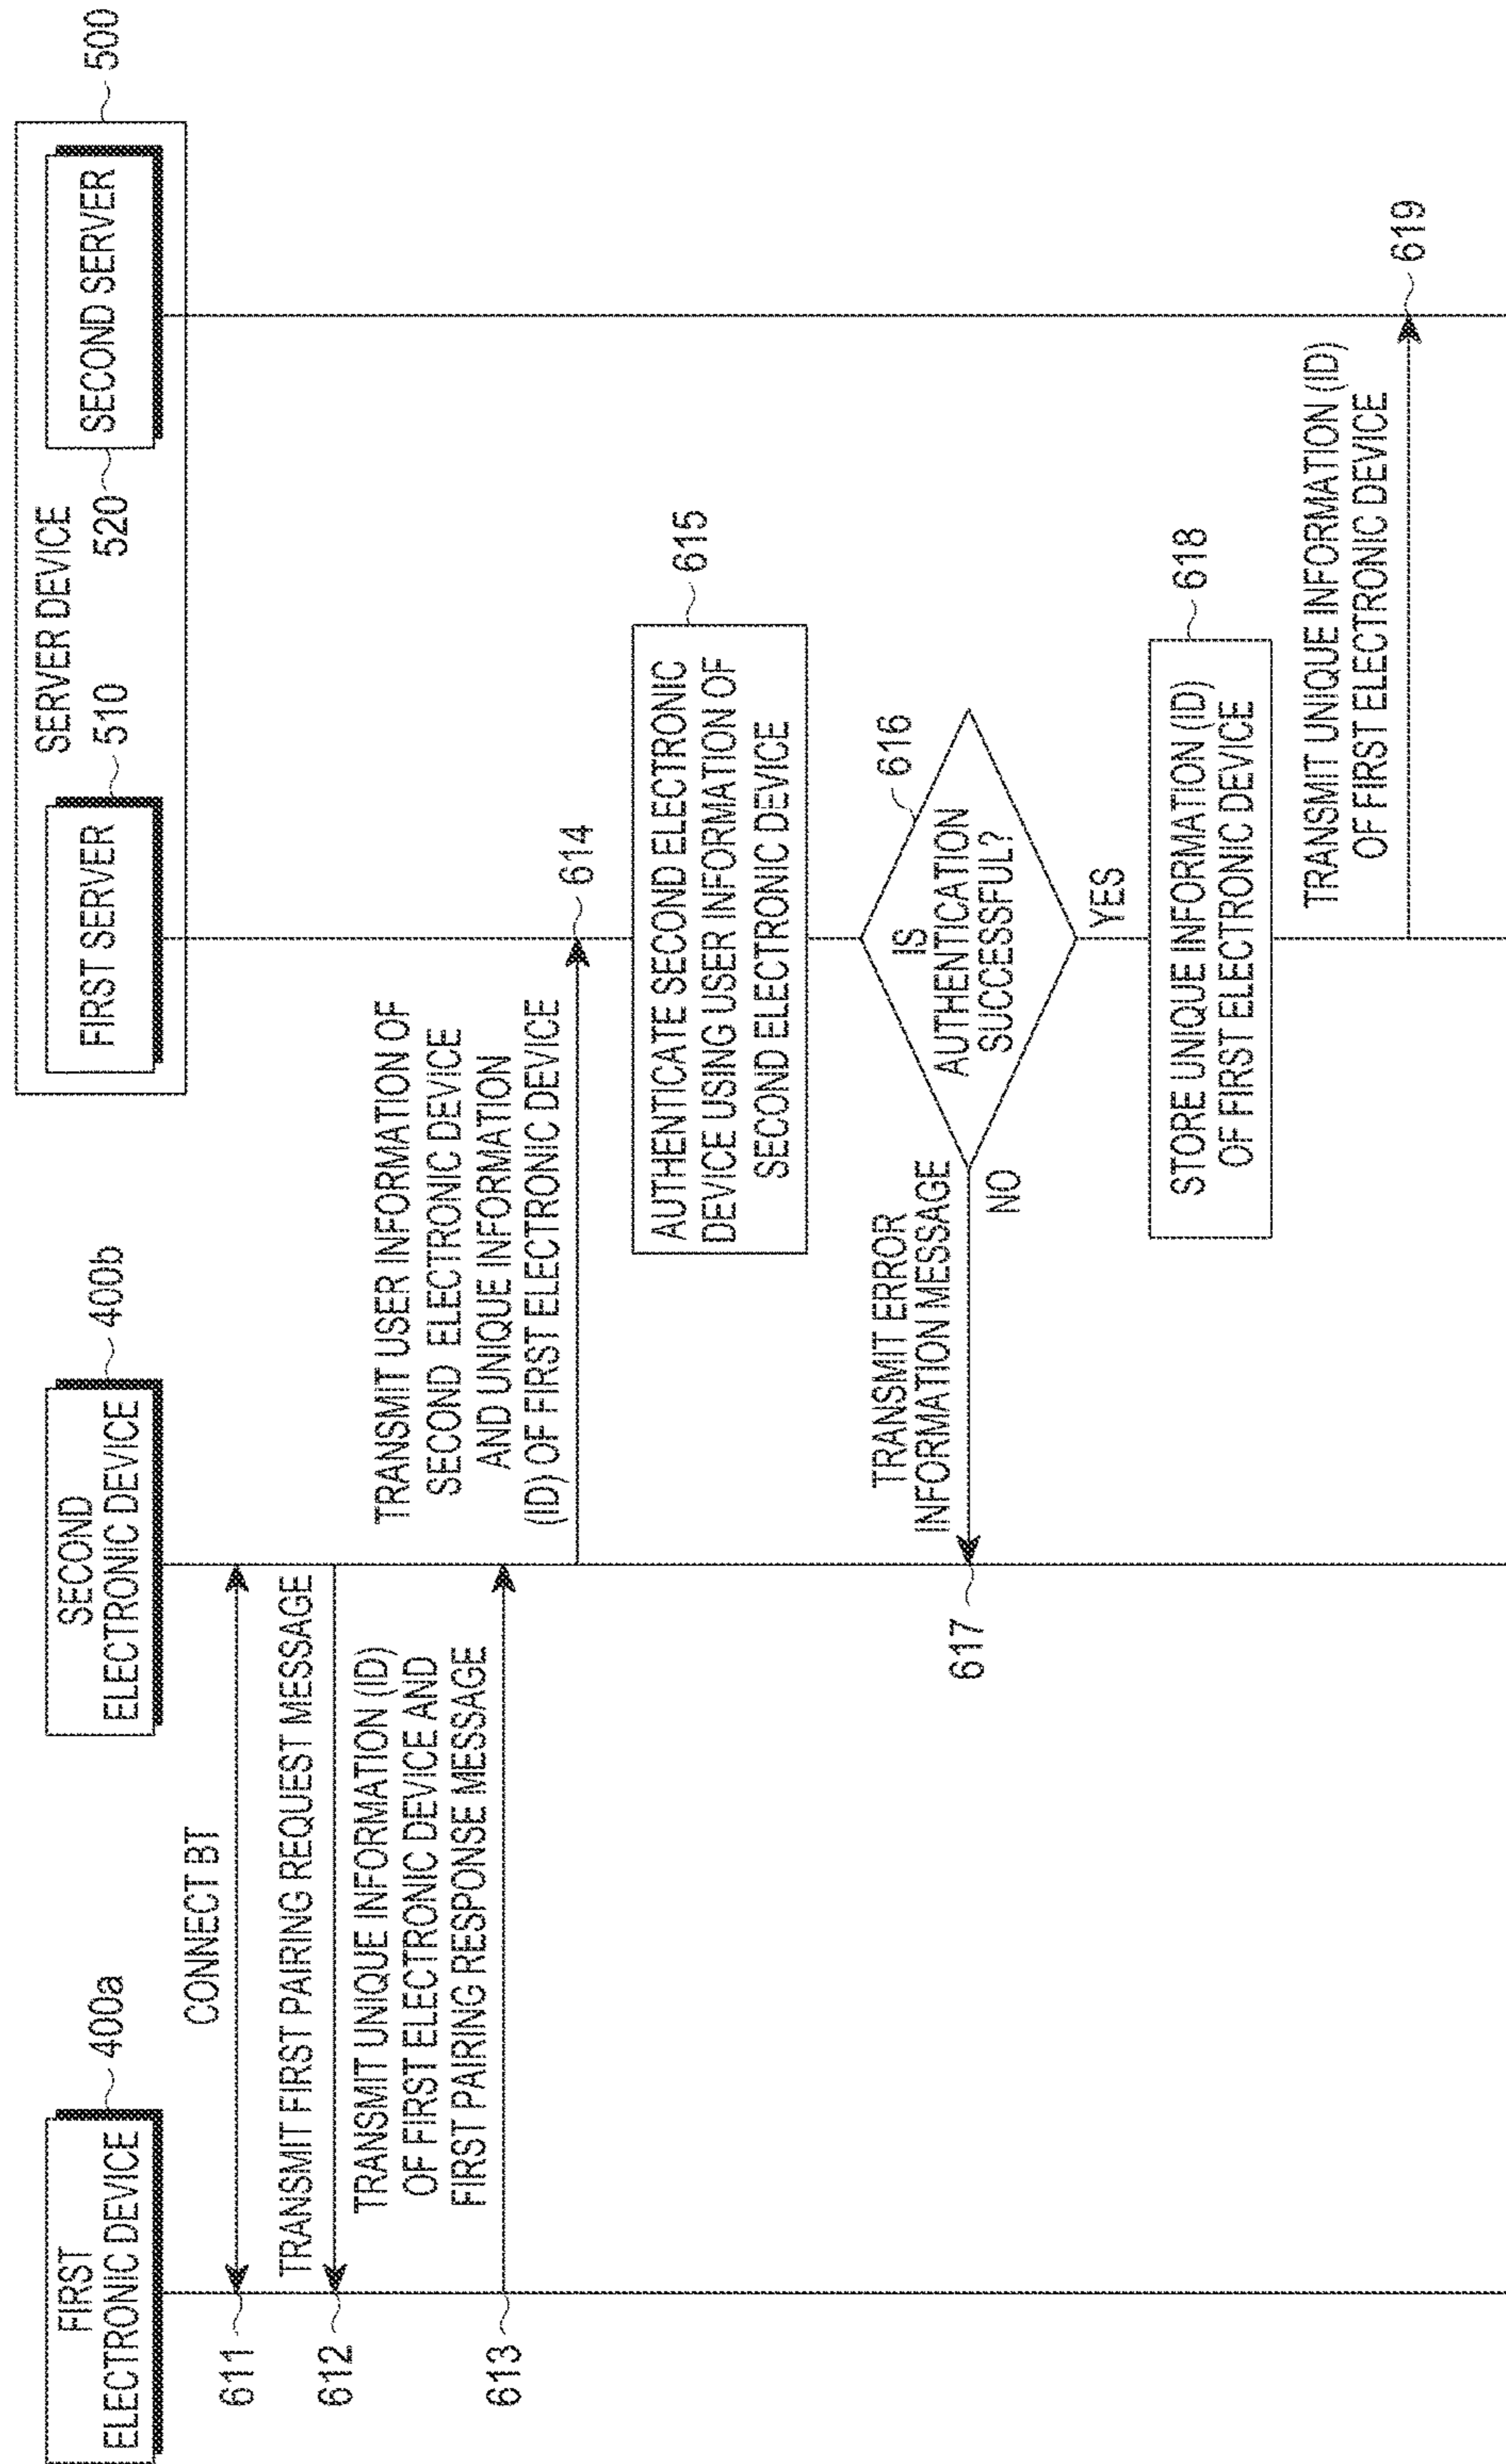 SERVER DEVICE
500
FIRST
ELECTRONIC DEVICE
400a
SECOND
ELECTRONIC DEVICE
400b
FIRST SERVER
510
SECOND SERVER
520
CONNECT BT
611
TRANSMIT FIRST PAIRING REQUEST MESSAGE
612
TRANSMIT UNIQUE INFORMATION (ID)
OF FIRST ELECTRONIC DEVICE AND
FIRST PAIRING RESPONSE MESSAGE
613
TRANSMIT USER INFORMATION OF
SECOND ELECTRONIC DEVICE
AND UNIQUE INFORMATION
(ID) OF FIRST ELECTRONIC DEVICE
614
AUTHENTICATE SECOND ELECTRONIC
DEVICE USING USER INFORMATION OF
SECOND ELECTRONIC DEVICE
615
IS
AUTHENTICATION
SUCCESSFUL?
616
TRANSMIT ERROR
INFORMATION MESSAGE
NO
617
YES
STORE UNIQUE INFORMATION (ID)
OF FIRST ELECTRONIC DEVICE
618
TRANSMIT UNIQUE INFORMATION (ID)
OF FIRST ELECTRONIC DEVICE
619